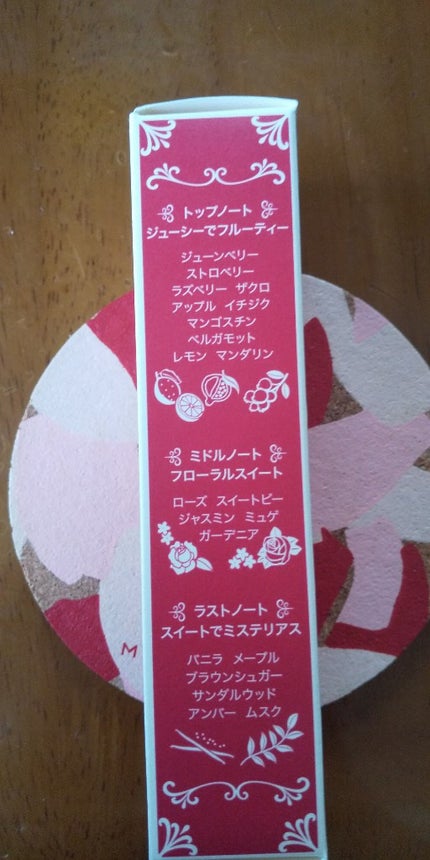 トップノート
ジューシーでフルーティー
ジューンベリー
ストロベリー
ラズベリー ザクロ
アップル イチジク
マンゴスチン
ベルガモット
レモン マンダリン
ミドルノート
フローラルスイート
ローズ スイートピー
ジャスミン ミュゲ
ガーデニア
ラストノート
スイートでミステリアス
バニラ メープル
ブラウンシュガー
サンダルウッド
アンバー ムスク
M